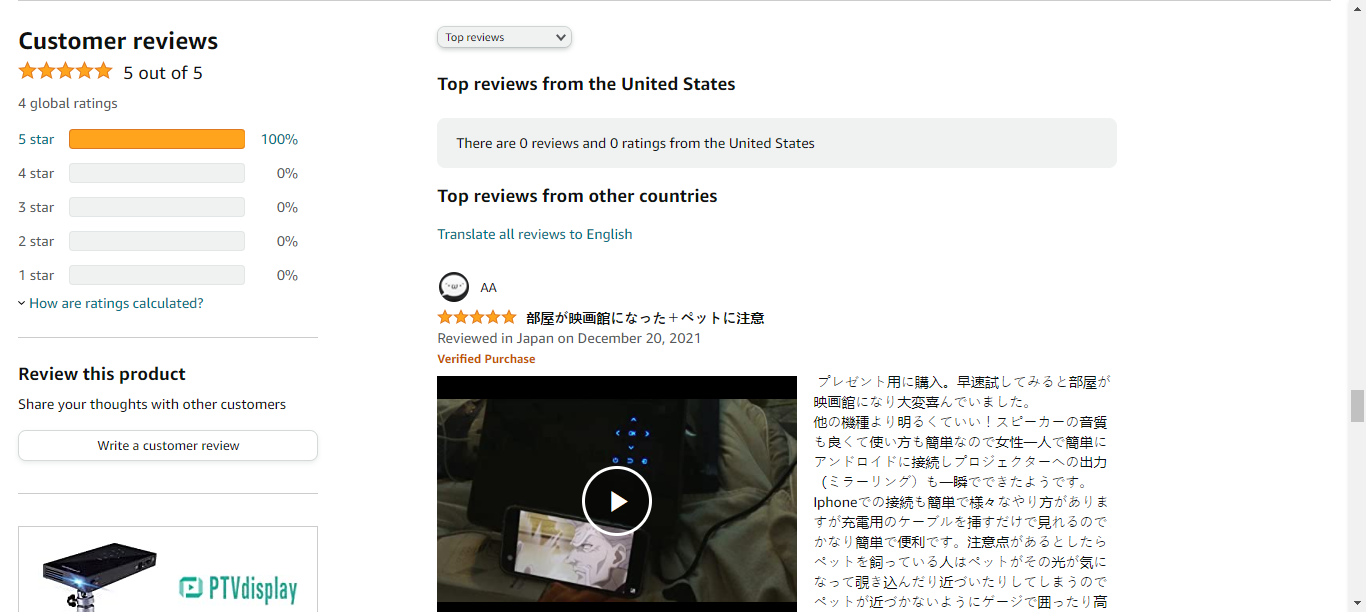 Customer reviews
5 out of 5
4 global ratings
5 star 100%
4 star 0%
3 star 0%
2 star 0%
1 star 0%
How are ratings calculated?
Review this product
Share your thoughts with other customers
Write a customer review
PTVdisplay
Top reviews
Top reviews from the United States
There are 0 reviews and 0 ratings from the United States
Top reviews from other countries
Translate all reviews to English
AA
部屋が映画館になった＋ペットに注意
Reviewed in Japan on December 20, 2021
Verified Purchase
プレゼント用に購入。早速試してみると部屋が
映画館になり大変喜んでいました。
他の機種より明るくていい！スピーカーの音質
も良くて使い方も簡単なので女性一人で簡単に
アンドロイドに接続しプロジェクターへの出力
（ミラーリング）も一瞬でできたようです。
Iphoneでの接続も簡単で様々なやり方がありま
すが充電用のケーブルを挿すだけで見れるので
かなり簡単で便利です。注意点があるとしたら
ペットを飼っている人はペットがその光が気に
なって覗き込んだり近づいたりしてしまうので
ペットが近づかないようにゲージで囲ったり高